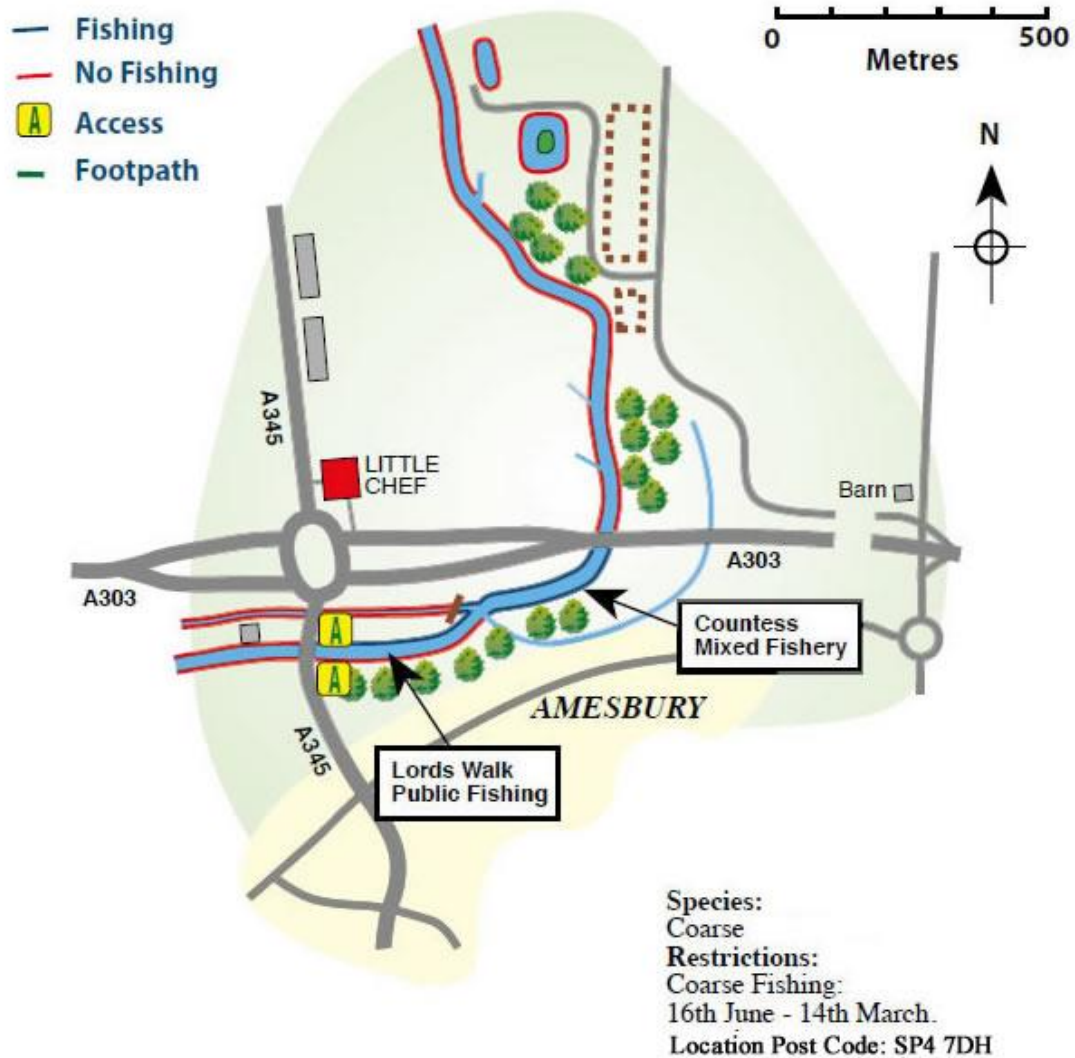 Fishing
No Fishing
A Access
Footpath
0 500
Metres
N
A345
LITTLE
CHEF
Barn
A303
A303
A
A
Countess
Mixed Fishery
AMESBURY
A345
Lords Walk
Public Fishing
Species:
Coarse
Restrictions:
Coarse Fishing:
16th June - 14th March.
Location Post Code: SP4 7DH